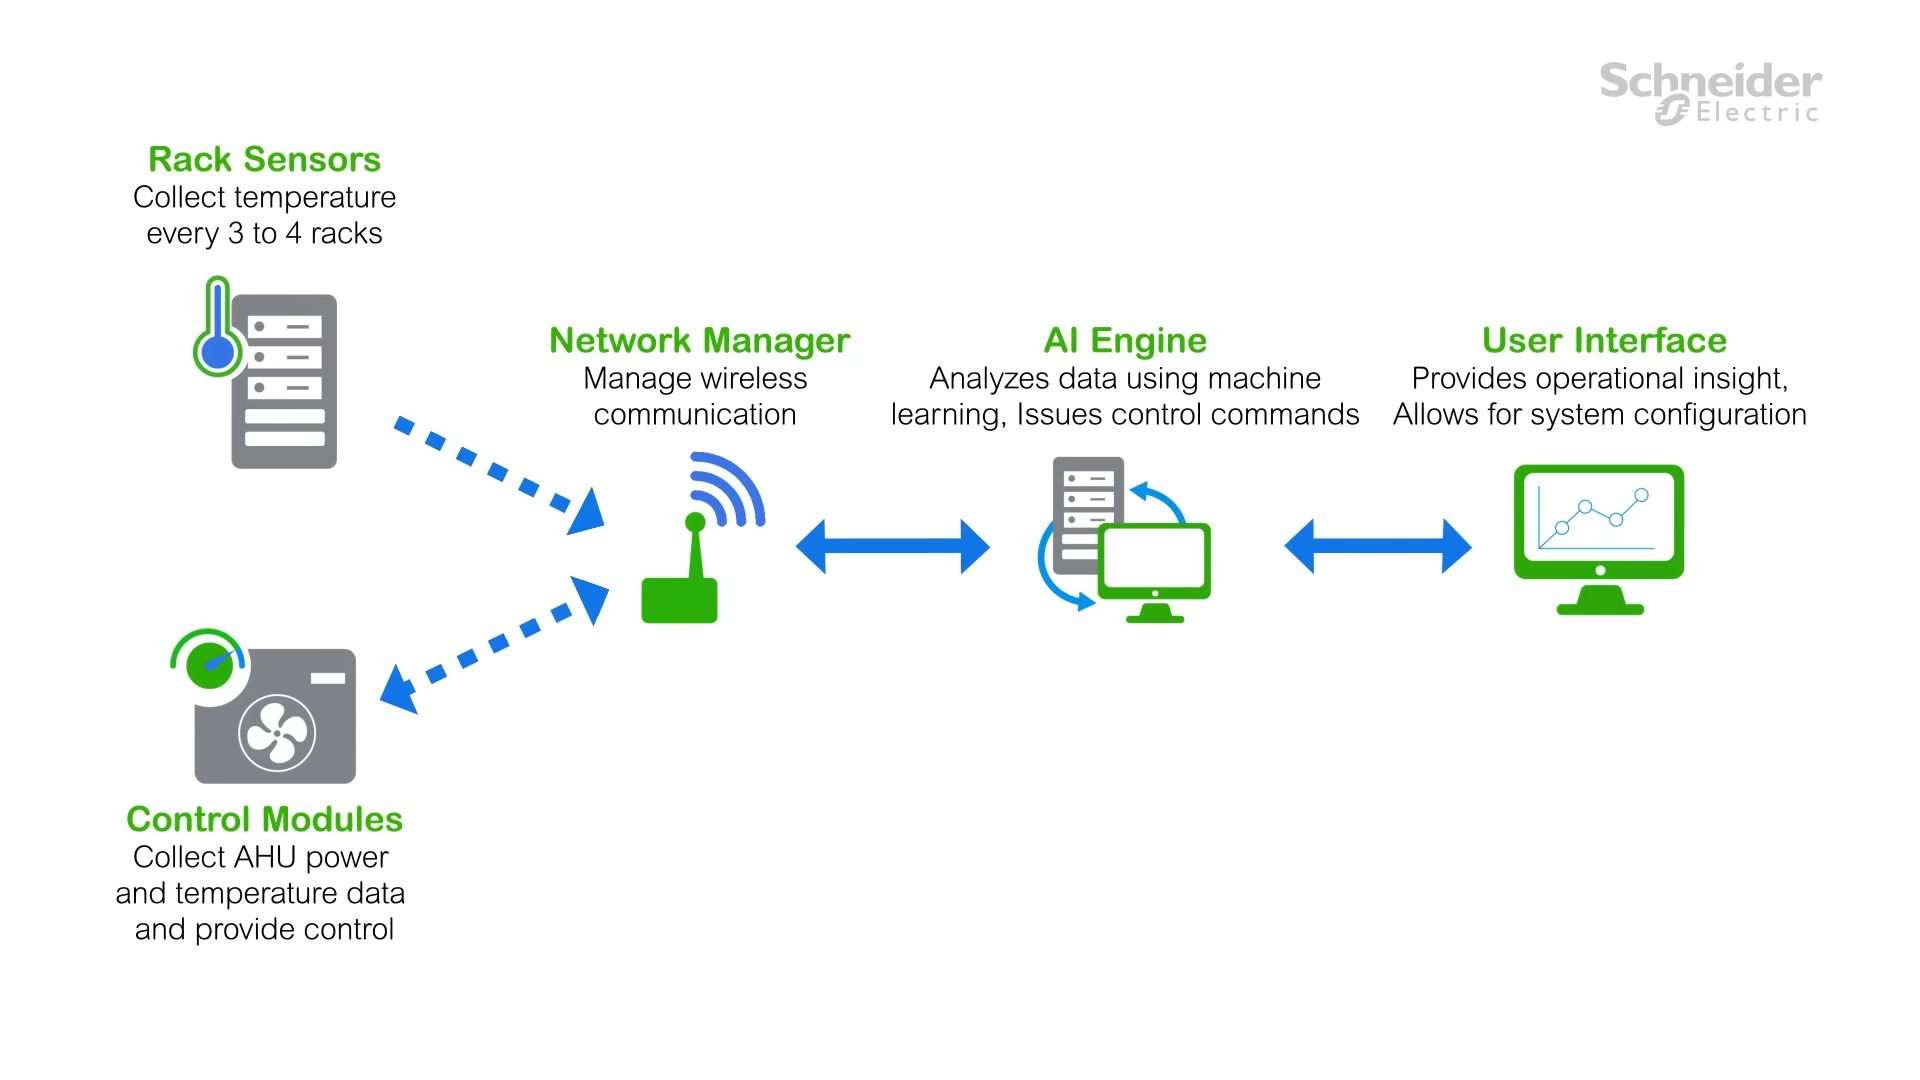 Schneider
Electric
Rack Sensors
Collect temperature
every 3 to 4 racks
Network Manager
Manage wireless
communication
AI Engine
Analyzes data using machine
learning, Issues control commands
User Interface
Provides operational insight,
Allows for system configuration
Control Modules
Collect AHU power
and temperature data
and provide control